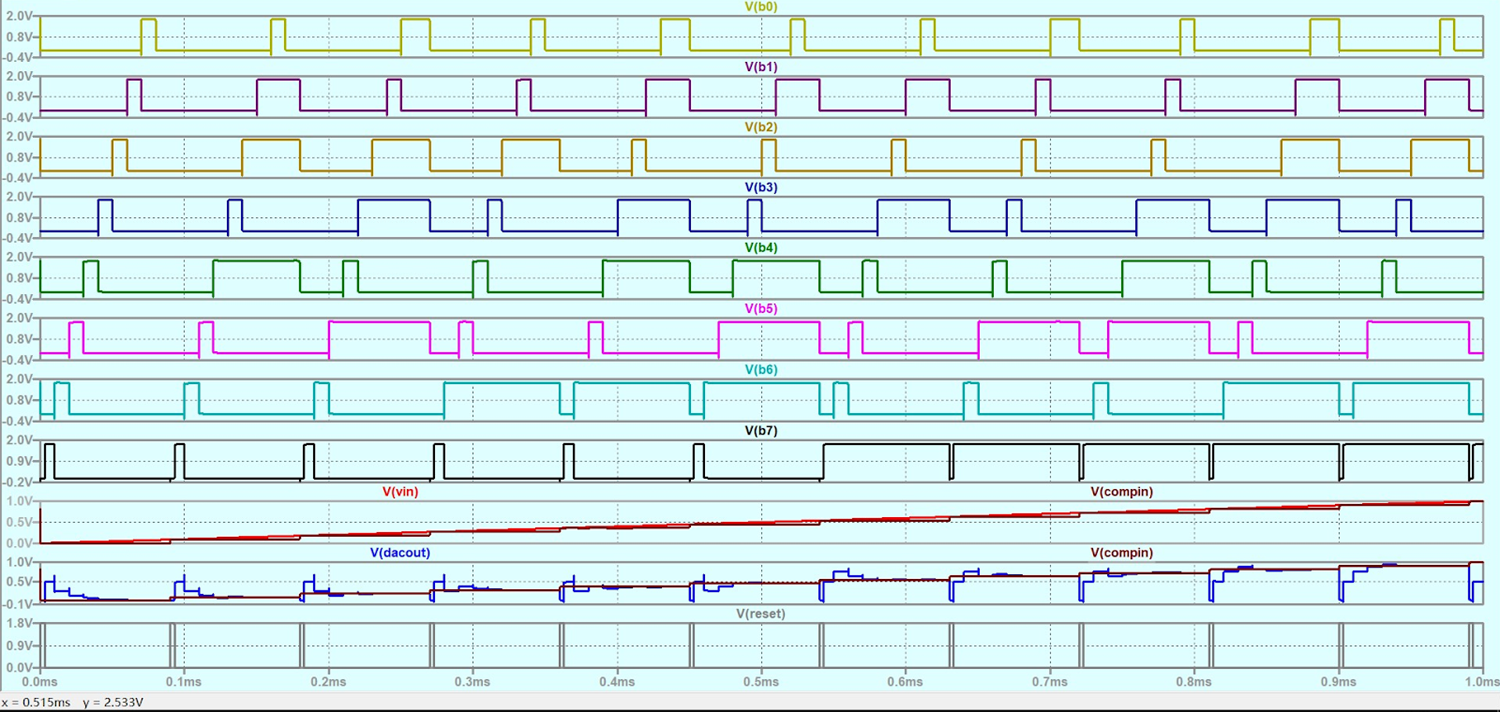 V(b0)
2.0V
0.8V
-0.4V
V(b1)
2.0V
0.8V
-0.4V
V(b2)
2.0V
0.8V
-0.4V
V(b3)
2.0V
0.8V
-0.4V
V(b4)
2.0V
0.8V
-0.4V
V(b5)
2.0V
0.8V
-0.4V
V(b6)
2.0V
0.8V
-0.4V
V(b7)
2.0V
0.9V
-0.2V
V(vin) V(compin)
1.0V
0.5V
0.0V
V(dacout) V(compin)
1.0V
0.5V
-0.1V
V(reset)
1.8V
0.9V
0.0V
0.0ms 0.1ms 0.2ms 0.3ms 0.4ms 0.5ms 0.6ms 0.7ms 0.8ms 0.9ms 1.0ms
x = 0.515ms y = 2.533V